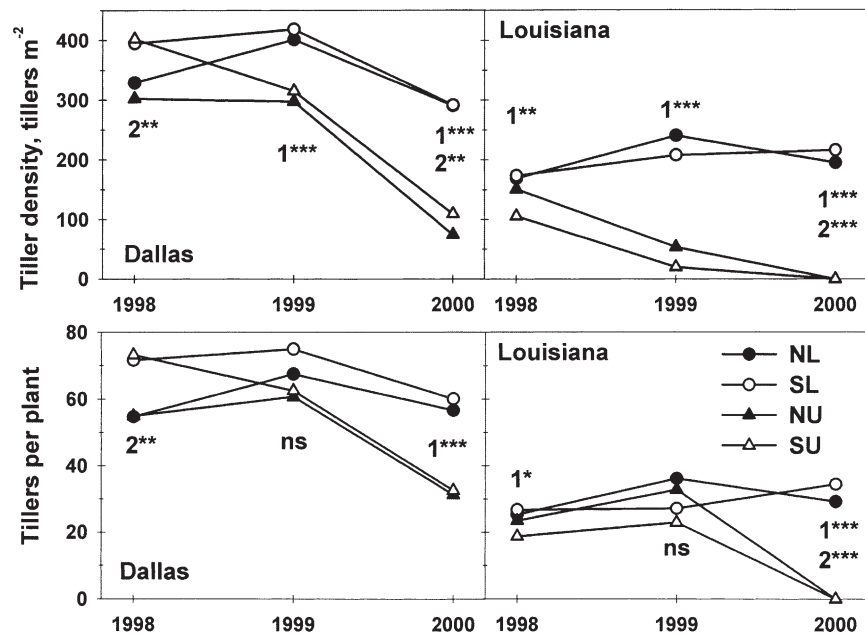 Tiller density, tillers m-2
400
300
200
100
0
2**
1***
1***
2**
Dallas
1998
1999
2000
Louisiana
1**
1***
1***
2***
1998
1999
2000
Tillers per plant
80
60
40
20
0
2**
ns
1***
Dallas
1998
1999
2000
Louisiana
NL
SL
NU
SU
1*
ns
1***
2***
1998
1999
2000